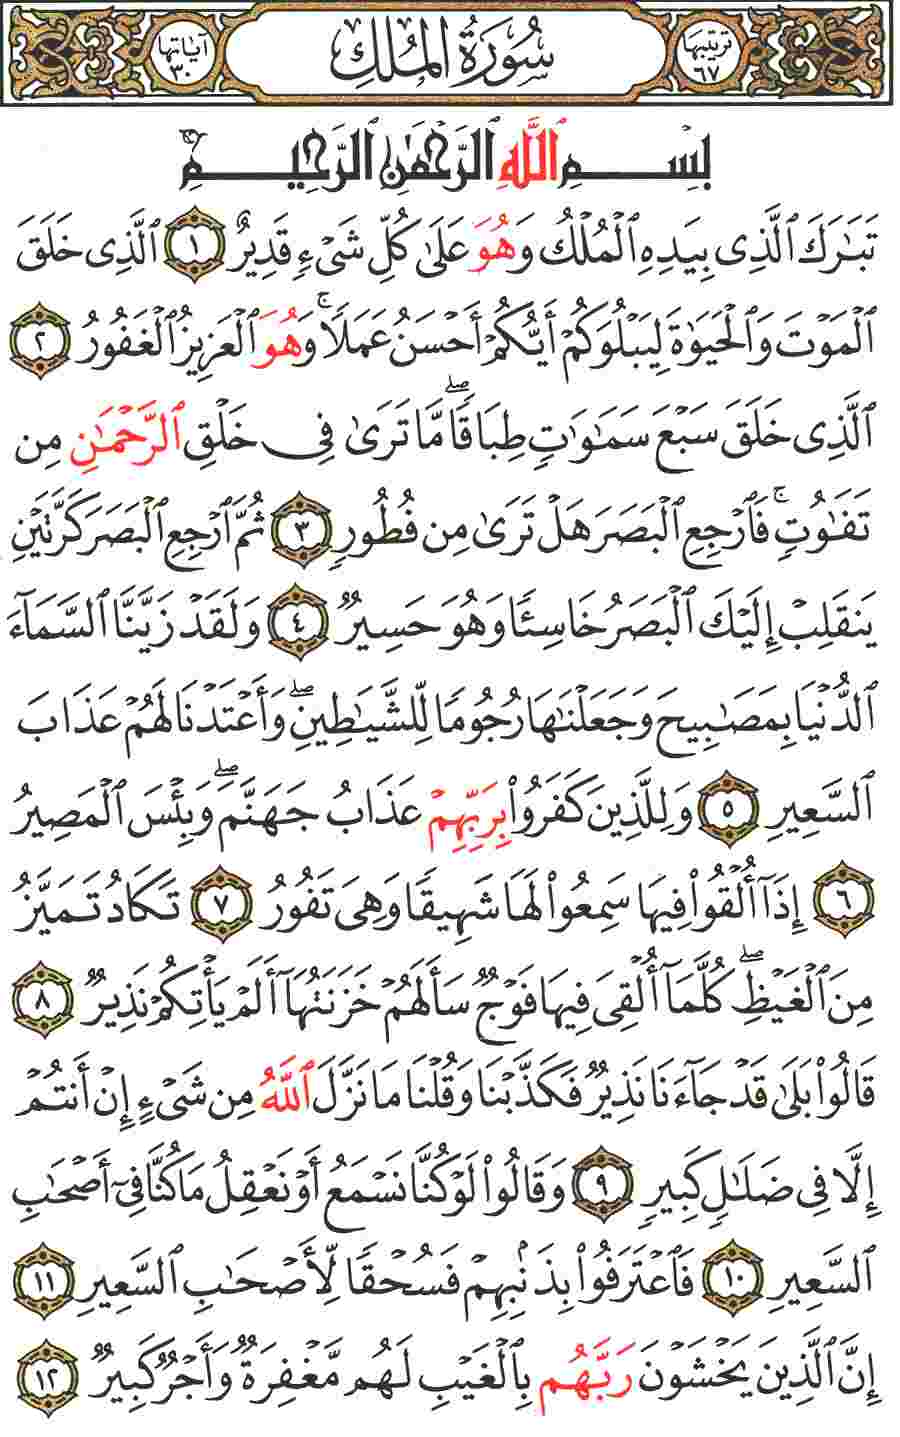 ترتيبها ٦٧ سُورَةُ المُلْكِ آياتها ٣٠
بِسْمِ ٱللَّهِ ٱلرَّحْمَٰنِ ٱلرَّحِيمِ
تَبَٰرَكَ ٱلَّذِى بِيَدِهِ ٱلْمُلْكُ وَهُوَ عَلَىٰ كُلِّ شَىْءٍ قَدِيرٌ ١ ٱلَّذِى خَلَقَ
ٱلْمَوْتَ وَٱلْحَيَوٰةَ لِيَبْلُوَكُمْ أَيُّكُمْ أَحْسَنُ عَمَلًا ۚ وَهُوَ ٱلْعَزِيزُ ٱلْغَفُورُ ٢
ٱلَّذِى خَلَقَ سَبْعَ سَمَٰوَٰتٍ طِبَاقًا ۖ مَّا تَرَىٰ فِى خَلْقِ ٱلرَّحْمَٰنِ مِن
تَفَٰوُتٍ ۚ فَٱرْجِعِ ٱلْبَصَرَ هَلْ تَرَىٰ مِن فُطُورٍ ٣ ثُمَّ ٱرْجِعِ ٱلْبَصَرَ كَرَّتَيْنِ
يَنقَلِبْ إِلَيْكَ ٱلْبَصَرُ خَاسِئًا وَهُوَ حَسِيرٌ ٤ وَلَقَدْ زَيَّنَّا ٱلسَّمَآءَ
ٱلدُّنْيَا بِمَصَٰبِيحَ وَجَعَلْنَٰهَا رُجُومًا لِّلشَّيَٰطِينِ ۖ وَأَعْتَدْنَا لَهُمْ عَذَابَ
ٱلسَّعِيرِ ٥ وَلِلَّذِينَ كَفَرُوا۟ بِرَبِّهِمْ عَذَابُ جَهَنَّمَ ۖ وَبِئْسَ ٱلْمَصِيرُ
٦ إِذَآ أُلْقُوا۟ فِيهَا سَمِعُوا۟ لَهَا شَهِيقًا وَهِىَ تَفُورُ ٧ تَكَادُ تَمَيَّزُ
مِنَ ٱلْغَيْظِ ۖ كُلَّمَآ أُلْقِىَ فِيهَا فَوْجٌ سَأَلَهُمْ خَزَنَتُهَآ أَلَمْ يَأْتِكُمْ نَذِيرٌ ٨
قَالُوا۟ بَلَىٰ قَدْ جَآءَنَا نَذِيرٌ فَكَذَّبْنَا وَقُلْنَا مَا نَزَّلَ ٱللَّهُ مِن شَىْءٍ إِنْ أَنتُمْ
إِلَّا فِى ضَلَٰلٍ كَبِيرٍ ٩ وَقَالُوا۟ لَوْ كُنَّا نَسْمَعُ أَوْ نَعْقِلُ مَا كُنَّا فِىٓ أَصْحَٰبِ
ٱلسَّعِيرِ ١٠ فَٱعْتَرَفُوا۟ بِذَنۢبِهِمْ فَسُحْقًا لِّأَصْحَٰبِ ٱلسَّعِيرِ ١١
إِنَّ ٱلَّذِينَ يَخْشَوْنَ رَبَّهُم بِٱلْغَيْبِ لَهُم مَّغْفِرَةٌ وَأَجْرٌ كَبِيرٌ ١٢